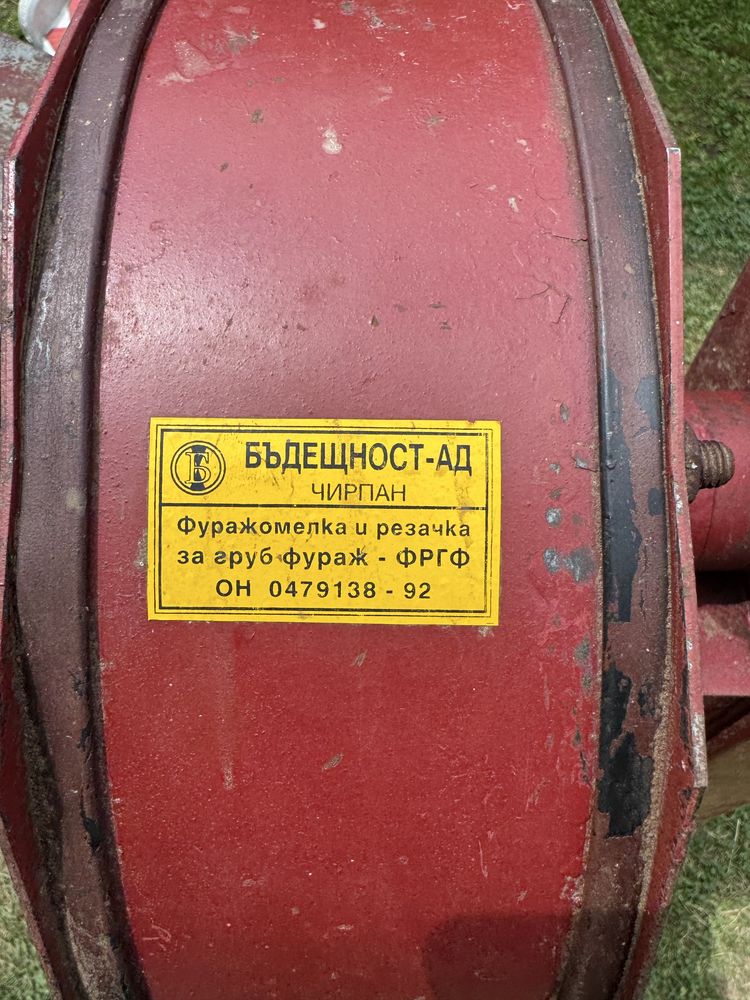 Б
БЪДЕЩНОСТ-АД
ЧИРПАН
Фуражомелка и резачка
за груб фураж - ФРГФ
ОН 0479138 - 92